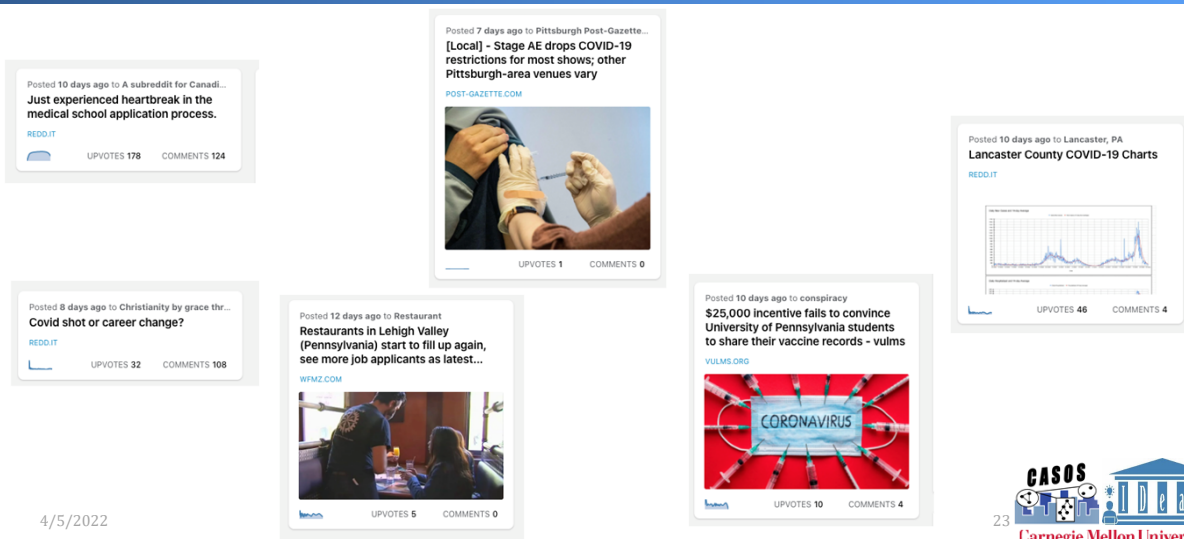 Posted 10 days ago to A subreddit for Canadi...
Just experienced heartbreak in the
medical school application process.
REDD.IT
UPVOTES 178 COMMENTS 124
Posted 7 days ago to Pittsburgh Post-Gazette...
[Local] - Stage AE drops COVID-19
restrictions for most shows; other
Pittsburgh-area venues vary
POST-GAZETTE.COM
UPVOTES 1 COMMENTS 0
Posted 10 days ago to Lancaster, PA
Lancaster County COVID-19 Charts
REDD.IT
UPVOTES 46 COMMENTS 4
Posted 8 days ago to Christianity by grace thr...
Covid shot or career change?
REDD.IT
UPVOTES 32 COMMENTS 108
Posted 12 days ago to Restaurant
Restaurants in Lehigh Valley
(Pennsylvania) start to fill up again,
see more job applicants as latest...
WFMZ.COM
UPVOTES 5 COMMENTS 0
Posted 10 days ago to conspiracy
$25,000 incentive fails to convince
University of Pennsylvania students
to share their vaccine records - vulms
VULMS.ORG
CORONAVIRUS
UPVOTES 10 COMMENTS 4
4/5/2022
23
CASOS
IDea
Carnegie Mellon Univer